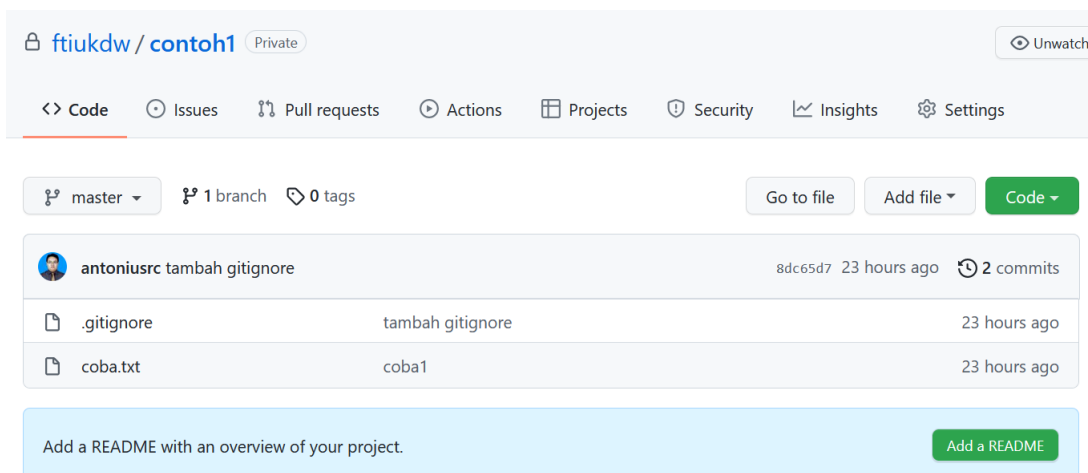 ftiukdw / contoh1 Private Unwatch
Code Issues Pull requests Actions Projects Security Insights Settings
master 1 branch 0 tags Go to file Add file Code
antoniusrc tambah gitignore 8dc65d7 23 hours ago 2 commits
.gitignore tambah gitignore 23 hours ago
coba.txt coba1 23 hours ago
Add a README with an overview of your project. Add a README